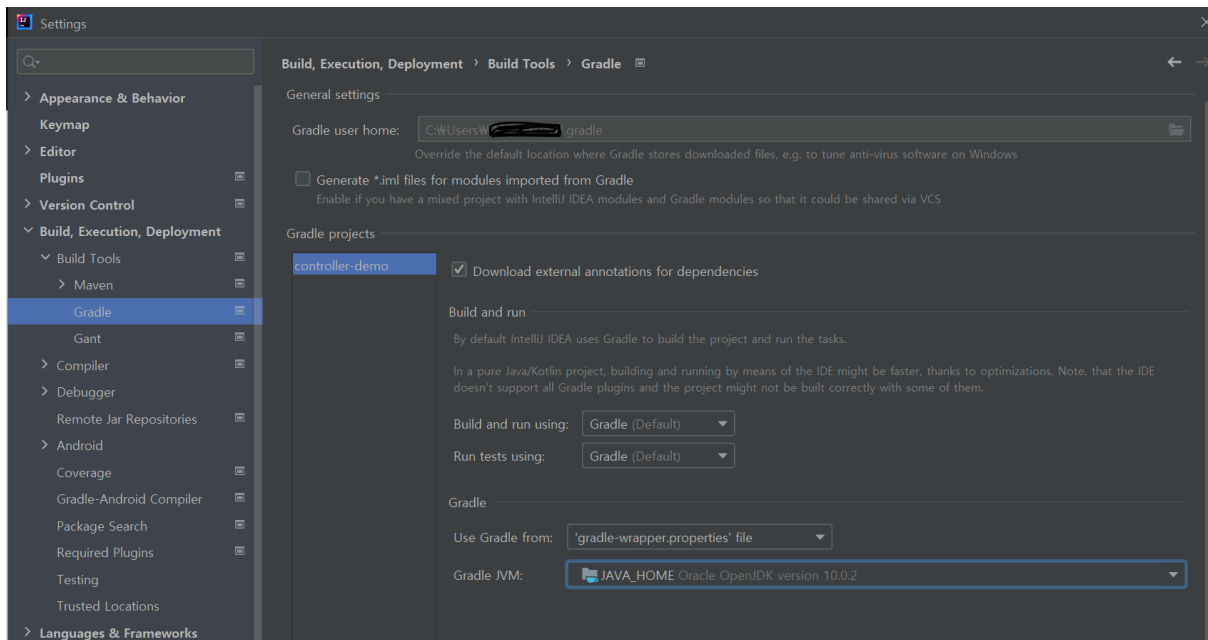 Settings
Appearance & Behavior
Keymap
Editor
Plugins
Version Control
Build, Execution, Deployment
Build Tools
Maven
Gradle
Gant
Compiler
Debugger
Remote Jar Repositories
Android
Coverage
Gradle-Android Compiler
Package Search
Required Plugins
Testing
Trusted Locations
Languages & Frameworks
Build, Execution, Deployment › Build Tools › Gradle
General settings
Gradle user home: C:₩Users₩ .gradle
Override the default location where Gradle stores downloaded files, e.g. to tune anti-virus software on Windows
Generate *.iml files for modules imported from Gradle
Enable if you have a mixed project with IntelliJ IDEA modules and Gradle modules so that it could be shared via VCS
Gradle projects
controller-demo
Download external annotations for dependencies
Build and run
By default IntelliJ IDEA uses Gradle to build the project and run the tasks.
In a pure Java/Kotlin project, building and running by means of the IDE might be faster, thanks to optimizations. Note, that the IDE
doesn't support all Gradle plugins and the project might not be built correctly with some of them.
Build and run using: Gradle (Default)
Run tests using: Gradle (Default)
Gradle
Use Gradle from: 'gradle-wrapper.properties' file
Gradle JVM: JAVA_HOME Oracle OpenJDK version 10.0.2